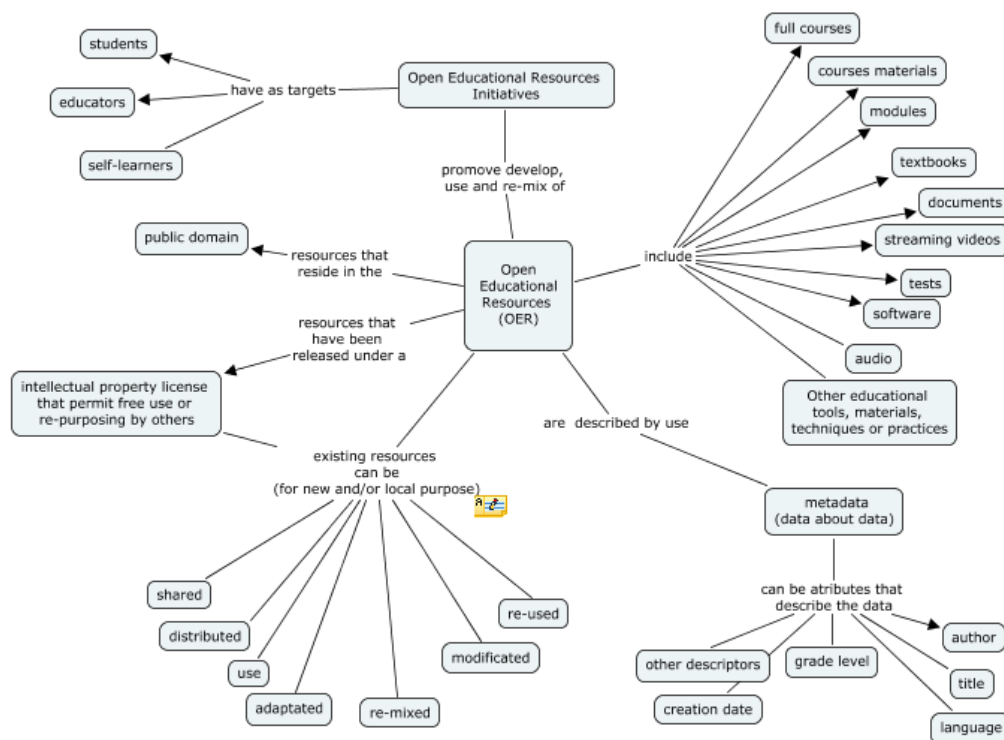 students
educators
self-learners
have as targets
Open Educational Resources
Initiatives
promove develop,
use and re-mix of
Open
Educational
Resources
(OER)
public domain
resources that
reside in the
resources that
have been
released under a
intellectual property license
that permit free use or
re-purposing by others
existing resources
can be
(for new and/or local purpose)
shared
distributed
use
adaptated
re-mixed
modificated
re-used
include
full courses
courses materials
modules
textbooks
documents
streaming videos
tests
software
audio
Other educational
tools, materials,
techniques or practices
are described by use
metadata
(data about data)
can be atributes that
describe the data
other descriptors
creation date
grade level
author
title
language